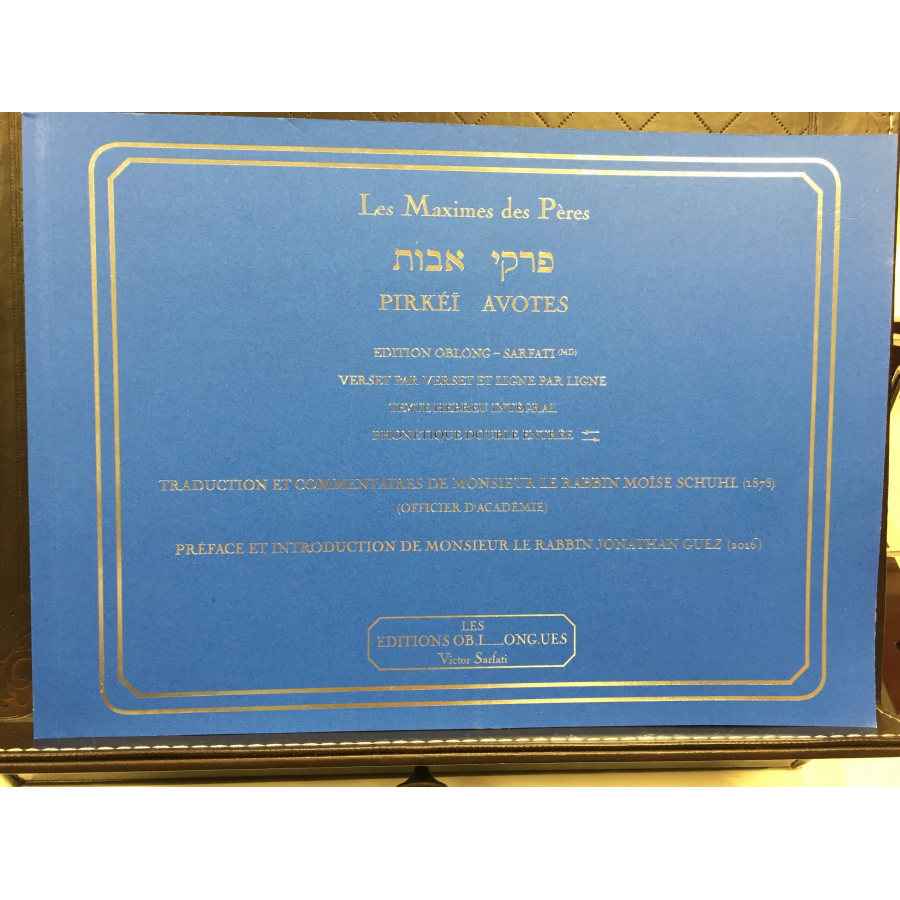 Les Maximes des Pères
פרקי אבות
PIRKÉÏ AVOTES
EDITION OBLONG – SARFATI (MD)
VERSET PAR VERSET ET LIGNE PAR LIGNE
TEXTE HÉBREU INTÉGRAL
PHONÉTIQUE DOUBLE ENTRÉE
TRADUCTION ET COMMENTAIRES DE MONSIEUR LE RABBIN MOÏSE SCHUHL (1878)
(OFFICIER D'ACADÉMIE)
PRÉFACE ET INTRODUCTION DE MONSIEUR LE RABBIN JONATHAN GUEZ (2016)
LES
EDITIONS OB.L__ONG.UES
Victor Sarfati